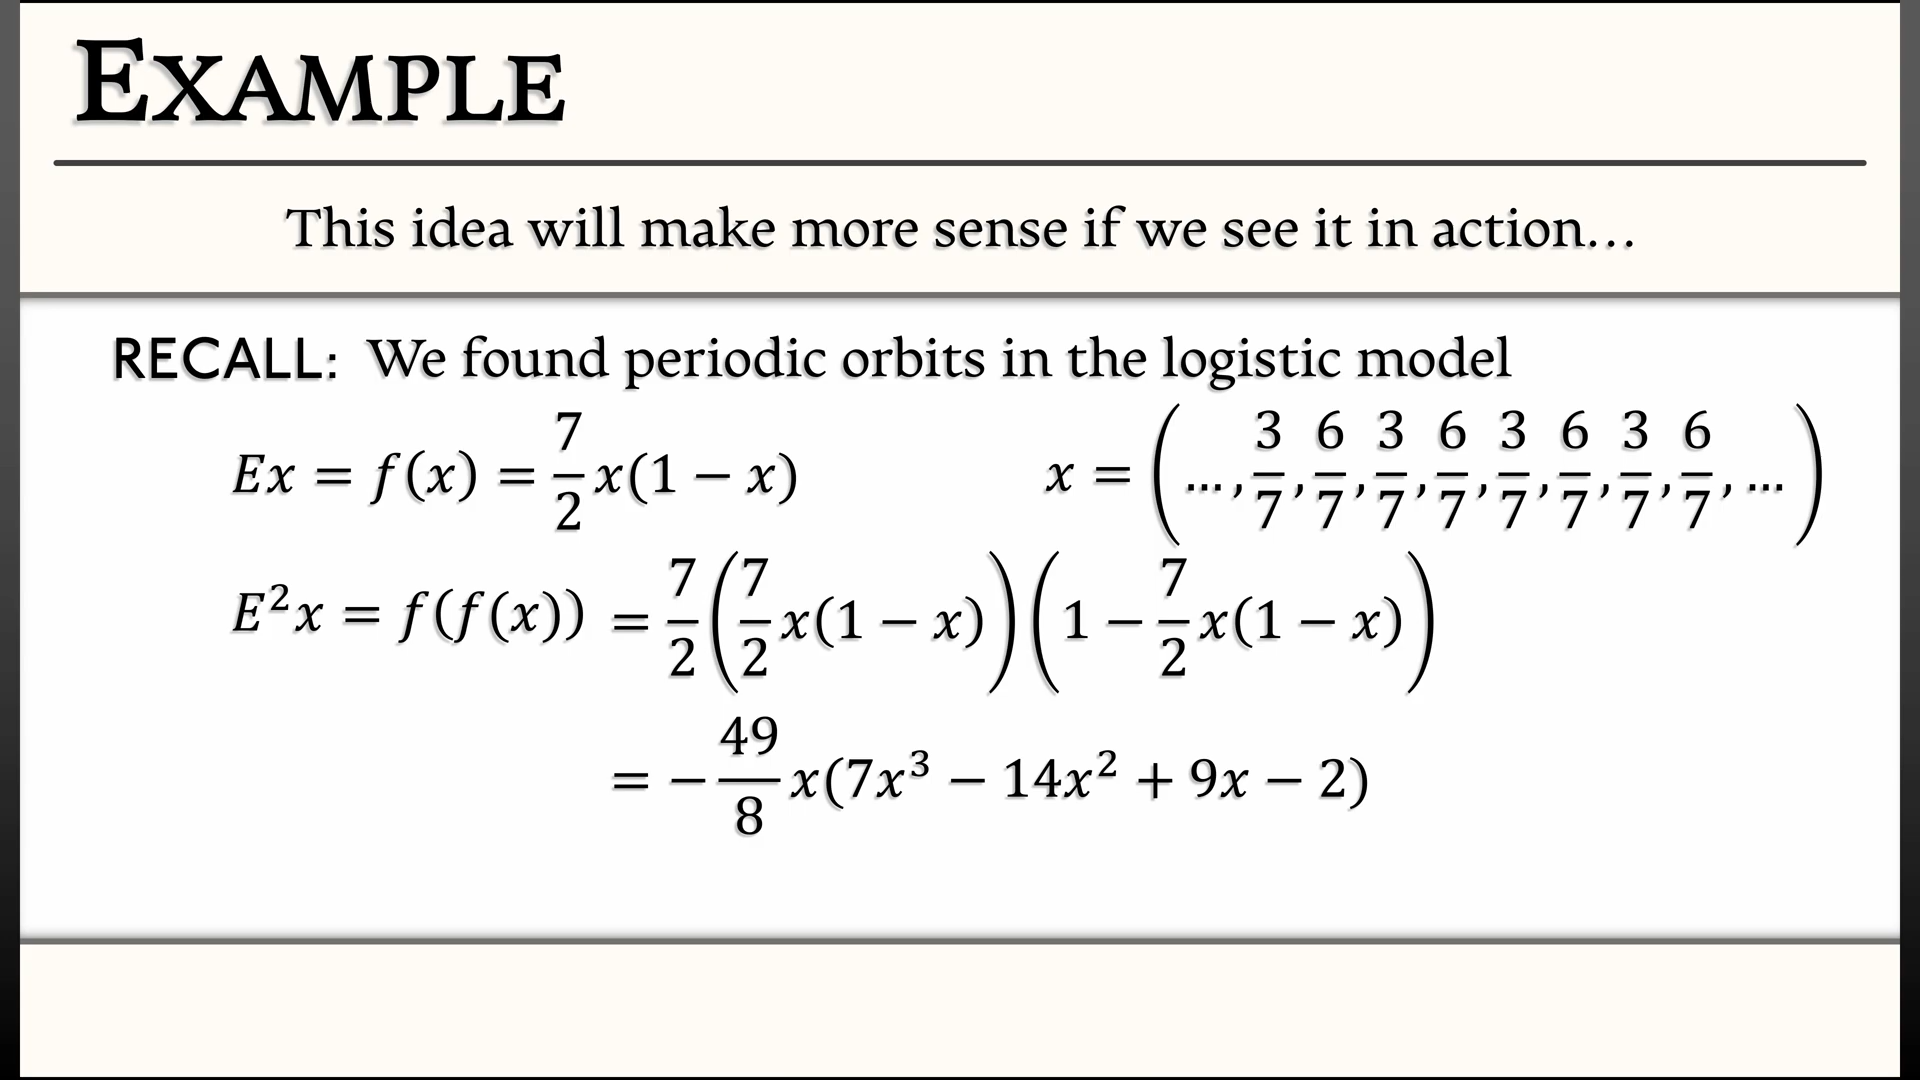 EXAMPLE
This idea will make more sense if we see it in action…
RECALL: We found periodic orbits in the logistic model
Ex = f(x) = 7/2 x(1 − x)    x = (…, 3/7, 6/7, 3/7, 6/7, 3/7, 6/7, 3/7, 6/7, …)
E²x = f(f(x)) = 7/2 (7/2 x(1 − x)) (1 − 7/2 x(1 − x))
= − 49/8 x(7x³ − 14x² + 9x − 2)